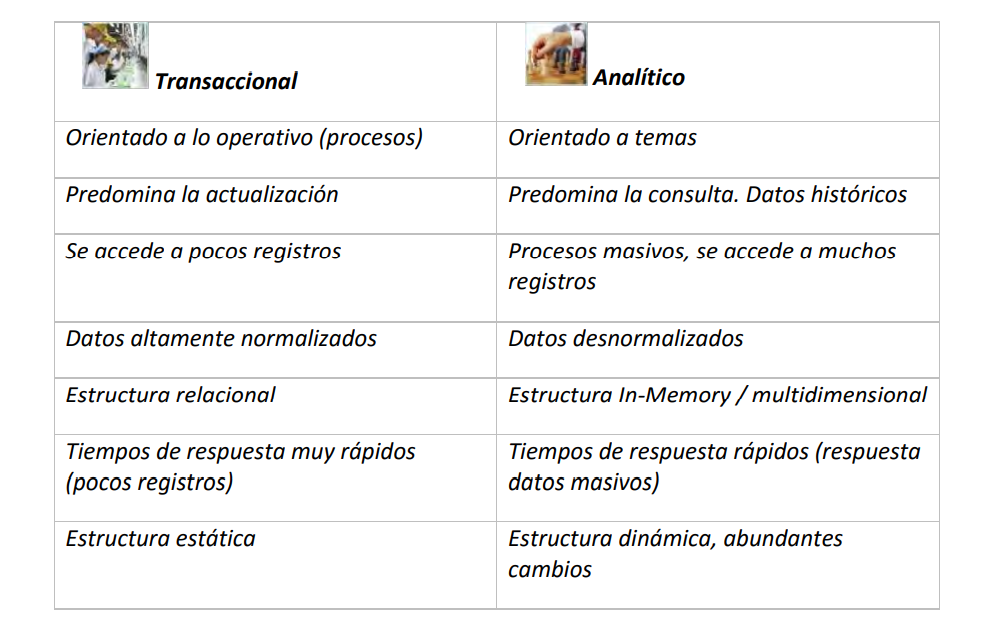 Transaccional
Analítico
Orientado a lo operativo (procesos)
Orientado a temas
Predomina la actualización
Predomina la consulta. Datos históricos
Se accede a pocos registros
Procesos masivos, se accede a muchos
registros
Datos altamente normalizados
Datos desnormalizados
Estructura relacional
Estructura In-Memory / multidimensional
Tiempos de respuesta muy rápidos
(pocos registros)
Tiempos de respuesta rápidos (respuesta
datos masivos)
Estructura estática
Estructura dinámica, abundantes
cambios